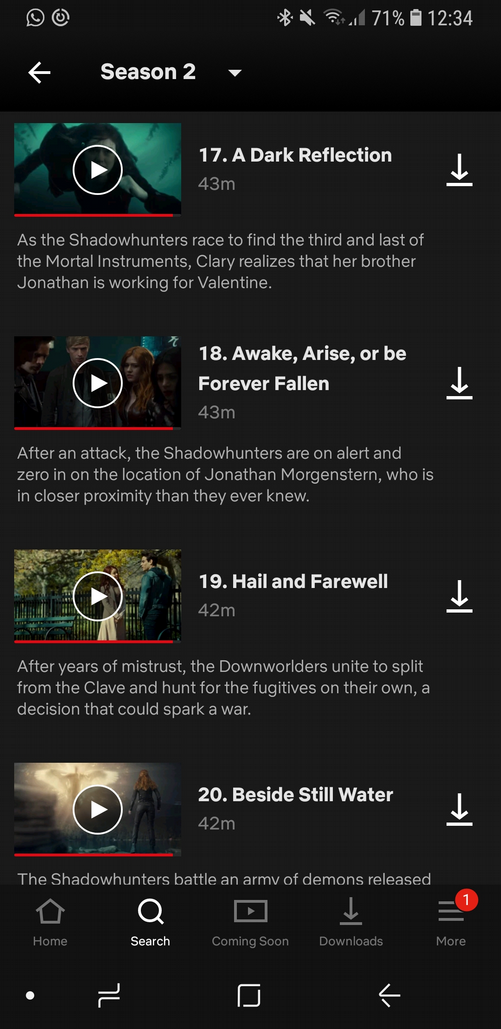 71% 12:34
Season 2
17. A Dark Reflection
43m
As the Shadowhunters race to find the third and last of
the Mortal Instruments, Clary realizes that her brother
Jonathan is working for Valentine.
18. Awake, Arise, or be
Forever Fallen
43m
After an attack, the Shadowhunters are on alert and
zero in on the location of Jonathan Morgenstern, who is
in closer proximity than they ever knew.
19. Hail and Farewell
42m
After years of mistrust, the Downworlders unite to split
from the Clave and hunt for the fugitives on their own, a
decision that could spark a war.
20. Beside Still Water
42m
The Shadowhunters battle an army of demons released
1
Home Search Coming Soon Downloads More